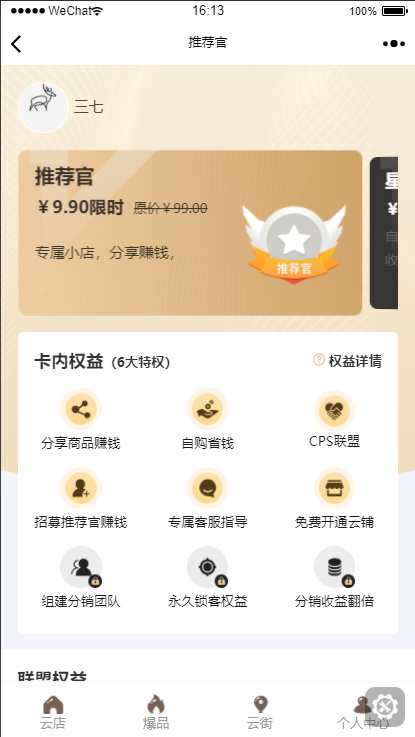 WeChat 16:13 100%
推荐官
三七
推荐官
￥9.90限时 原价￥99.00
专属小店，分享赚钱，
推荐官
星
¥
自
收
卡内权益（6大特权） 权益详情
分享商品赚钱 自购省钱 CPS联盟
招募推荐官赚钱 专属客服指导 免费开通云铺
组建分销团队 永久锁客权益 分销收益翻倍
联盟权益
云店 爆品 云街 个人中心